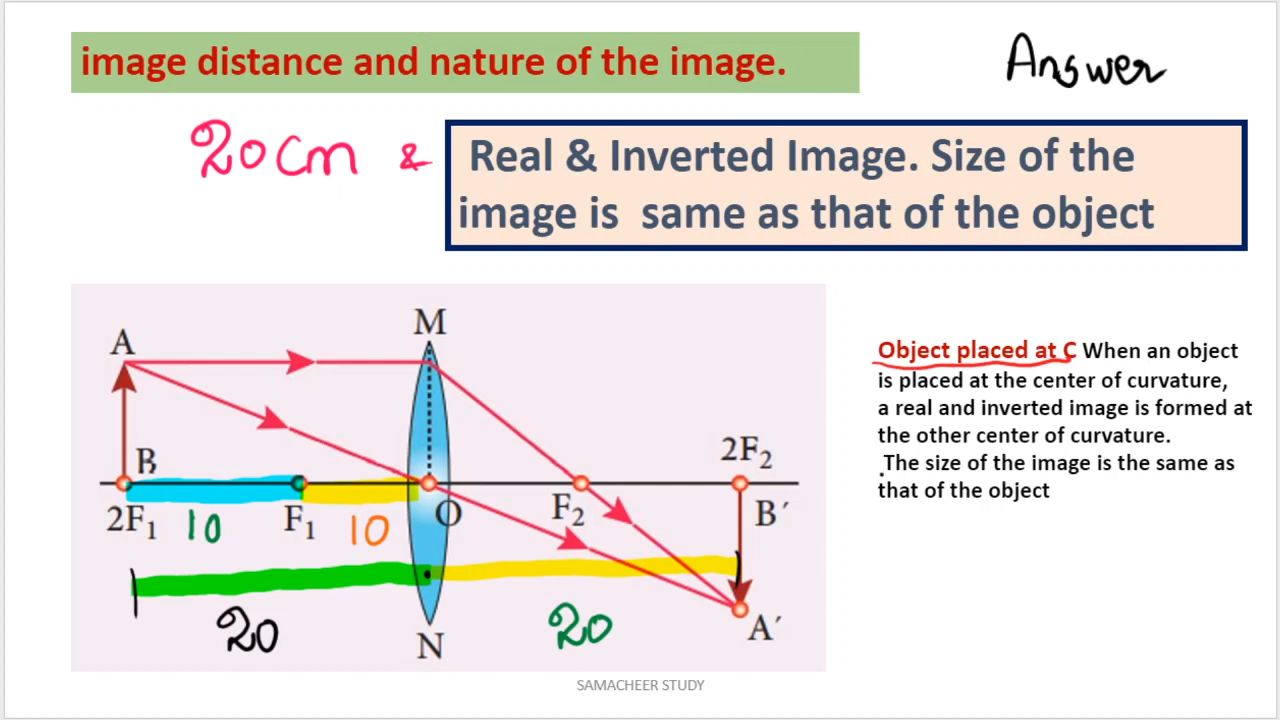 image distance and nature of the image.
Answer
20 cm &
Real & Inverted Image. Size of the
image is same as that of the object
A
M
B
2F₁
10
F₁
10
O
F₂
2F₂
B′
20
20
N
A′
Object placed at C When an object
is placed at the center of curvature,
a real and inverted image is formed at
the other center of curvature.
.The size of the image is the same as
that of the object
SAMACHEER STUDY